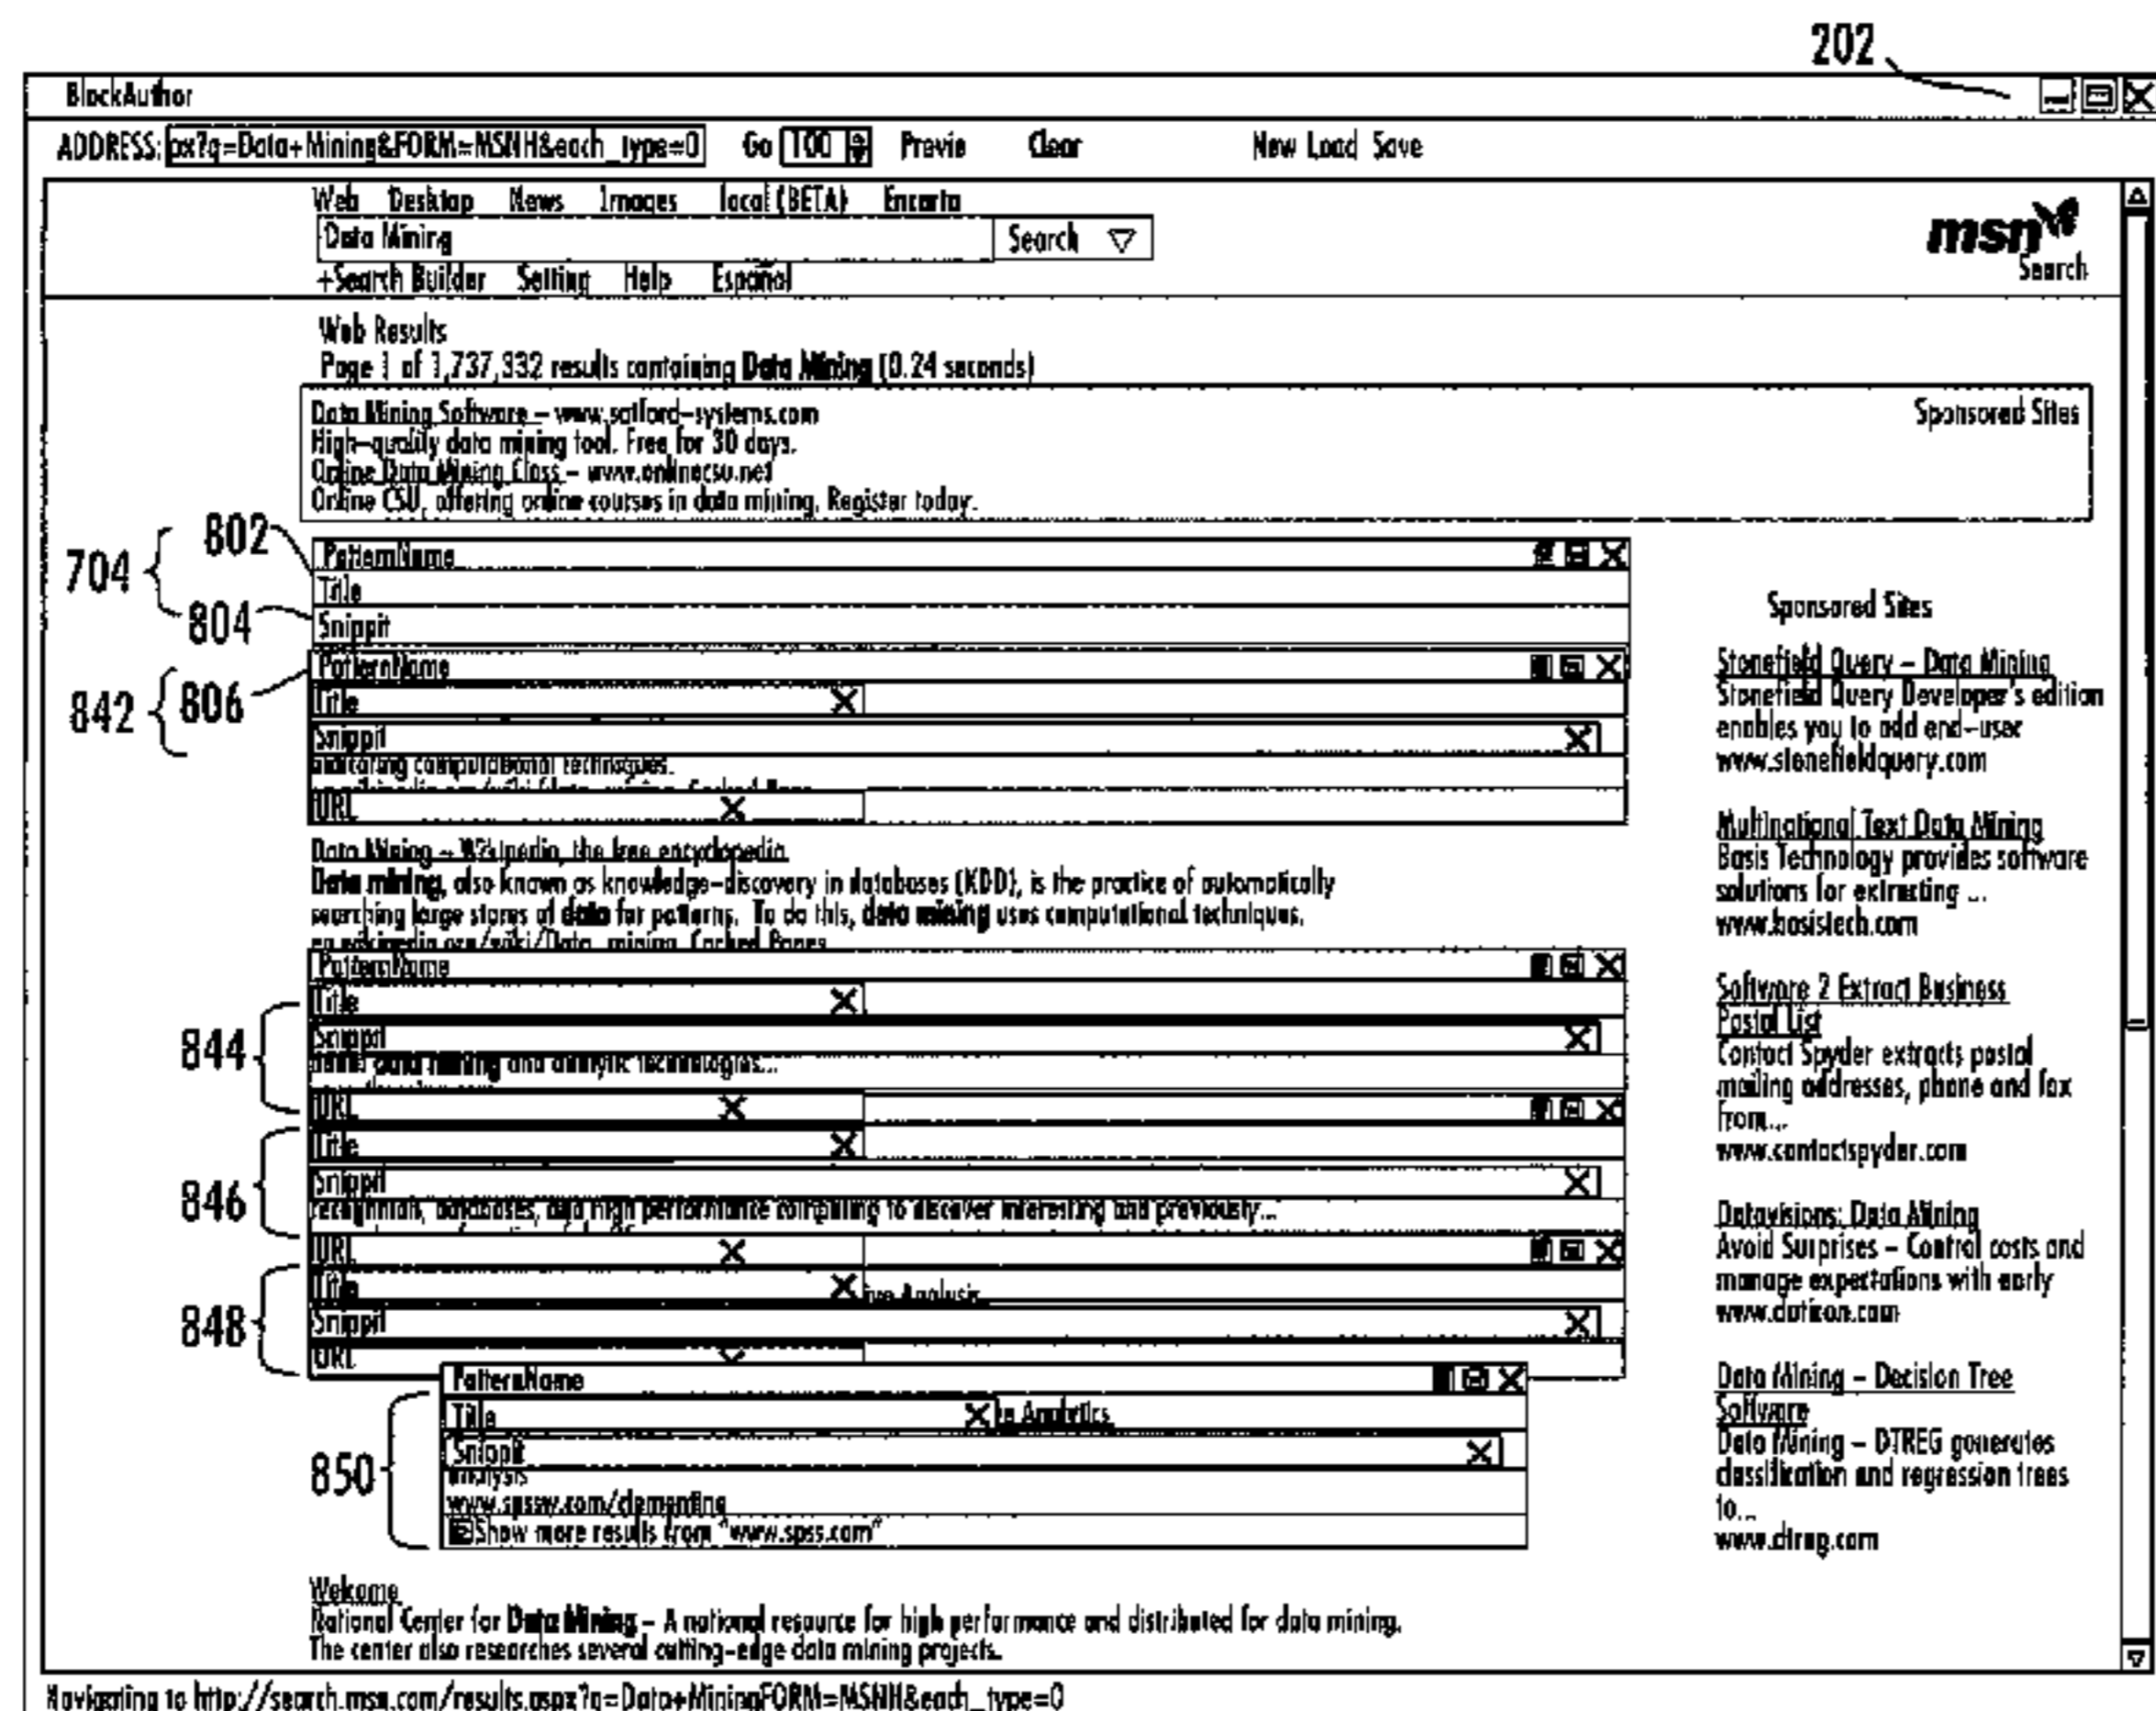 202
BlockAuthor
ADDRESS: px?q=Data+Mining&FORM=MSNH&each_type=0 Go 100 Previe Clear New Load Save
Web Desktop News Images local (BETA) Encarta
Data Mining Search
msn
Search
+Search Builder Setting Help Español
Web Results
Page 1 of 1,737,332 results containing Data Mining (0.24 seconds)
Data Mining Software – www.salford-systems.com
Sponsored Sites
High-quality data mining tool. Free for 30 days.
Online Data Mining Class – www.onlinecsu.net
Online CSU, offering online courses in data mining, Register today.
704
802
PatternName
Title
804
Snippit
842
806
PatternName
Title
Snippit
indicating computational techniques.
URL
Data Mining – the free encyclopedia
Data mining, also known as knowledge-discovery in databases (KDD), is the practice of automatically
searching large stores of data for patterns. To do this, data mining uses computational techniques.
en.wikipedia.org/wiki/Data_mining Cached Pages
PatternName
844
Title
Snippit
data mining and analytic technologies...
URL
846
Title
Snippit
recognition, databases, and high performance computing to discover interesting and previously...
URL
848
Title
ive Analysis
Snippit
URL
PatternName
850
Title
e Analytics
Snippit
analysis
www.spssw.com/clementine
Show more results from "www.spss.com"
Welcome
National Center for Data Mining – A national resource for high performance and distributed for data mining.
The center also researches several cutting-edge data mining projects.
Sponsored Sites
Stonefield Query – Data Mining
Stonefield Query Developer's edition
enables you to add end-user
www.stonefieldquery.com
Multinational Text Data Mining
Basis Technology provides software
solutions for extracting ...
www.basistech.com
Software 2 Extract Business
Postal List
Contact Spyder extracts postal
mailing addresses, phone and fax
from...
www.contactspyder.com
Datavisions: Data Mining
Avoid Surprises – Control costs and
manage expectations with early
www.daticon.com
Data Mining – Decision Tree
Software
Data Mining – DTREG generates
classification and regression trees
to...
www.dtreg.com
Navigating to http://search.msn.com/results.aspx?q=Data+MiningFORM=MSNH&each_type=0